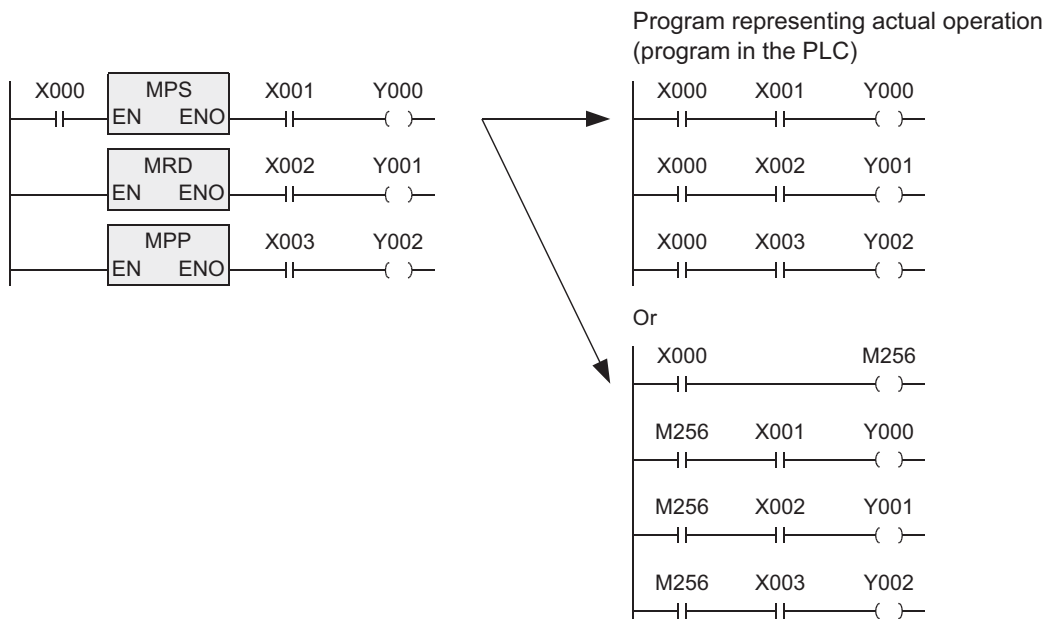 Program representing actual operation
(program in the PLC)
X000 MPS X001 Y000
EN ENO
MRD X002 Y001
EN ENO
MPP X003 Y002
EN ENO
X000 X001 Y000
X000 X002 Y001
X000 X003 Y002
Or
X000 M256
M256 X001 Y000
M256 X002 Y001
M256 X003 Y002